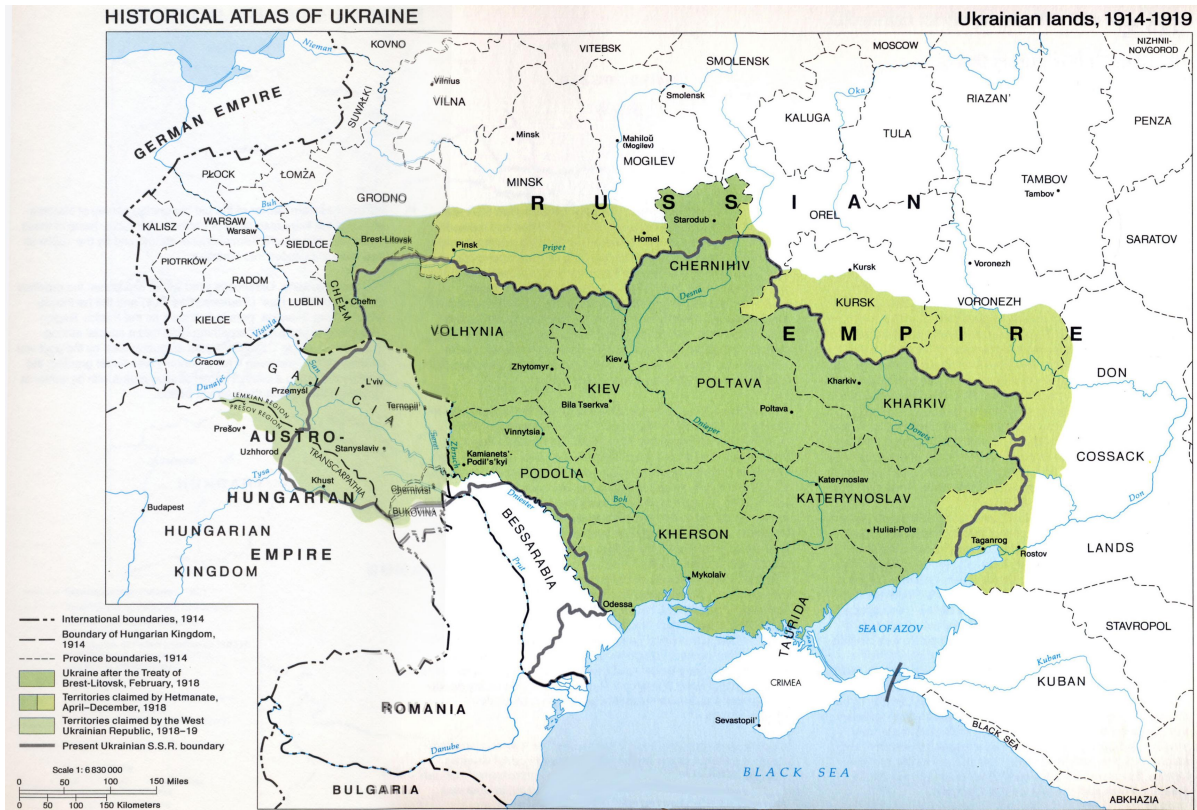 HISTORICAL ATLAS OF UKRAINE
Ukrainian lands, 1914-1919
KOVNO
VITEBSK
SMOLENSK
MOSCOW
NIZHNII-
NOVGOROD
Nieman
Vilnius
VILNA
SUWAŁKI
Smolensk
Oka
RIAZAN'
PENZA
GERMAN EMPIRE
KALUGA
TULA
Minsk
Mahiloŭ
(Mogilev)
MOGILEV
PŁOCK
ŁOMŻA
GRODNO
MINSK
TAMBOV
Tambov
RUSSIAN
Buh
KALISZ
WARSAW
Warsaw
SIEDLCE
Brest-Litovsk
Pinsk
Pripet
Homel
Starodub
OREL
SARATOV
PIOTRKÓW
RADOM
CHERNIHIV
Kursk
Voronezh
LUBLIN
CHEŁM
Chełm
Desna
KURSK
VORONEZH
KIELCE
Vistula
VOLHYNIA
EMPIRE
Cracow
San
Dunajec
GALICIA
Przemyśl
L'viv
Zhytomyr
Kiev
KIEV
POLTAVA
Kharkiv
DON
LEMKIAN REGION
PREŠOV REGION
Ternopil'
Bila Tserkva
Poltava
KHARKIV
Prešov
AUSTRO-
Uzhhorod
Stanyslaviv
Seret
Zbruch
Vinnytsia
Dnieper
Donets'
Kamianets'-
Podil's'kyi
COSSACK
TRANSCARPATHIA
Tysa
Khust
PODOLIA
Katerynoslav
Chernivtsi
BUKOVINA
HUNGARIAN
Dniester
Boh
KATERYNOSLAV
Don
Budapest
HUNGARIAN
BESSARABIA
KHERSON
Huliai-Pole
EMPIRE
Taganrog
Rostov
LANDS
KINGDOM
Prut
Mykolaiv
Odessa
TAURIDA
SEA OF AZOV
STAVROPOL
International boundaries, 1914
Boundary of Hungarian Kingdom,
1914
Province boundaries, 1914
Ukraine after the Treaty of
Brest-Litovsk, February, 1918
Territories claimed by Hetmanate,
April–December, 1918
Territories claimed by the West
Ukrainian Republic, 1918–19
Present Ukrainian S.S.R. boundary
Kuban
KUBAN
CRIMEA
ROMANIA
Sevastopil'
BLACK SEA
Danube
BLACK SEA
Scale 1: 6 830 000
0 50 100 150 Miles
0 50 100 150 Kilometers
BULGARIA
ABKHAZIA